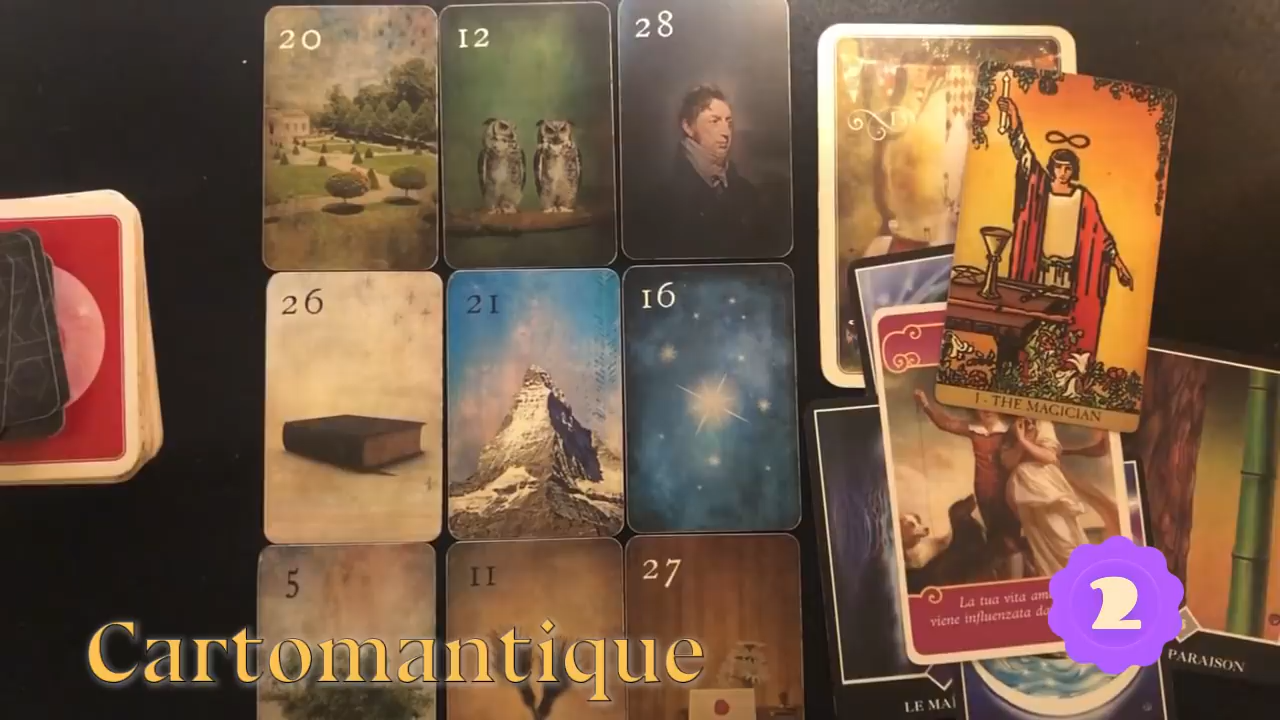 20
12
28
26
21
16
I - THE MAGICIAN
5
11
27
La tua vita
viene influenzata
2
Cartomantique
PARAISON
LE